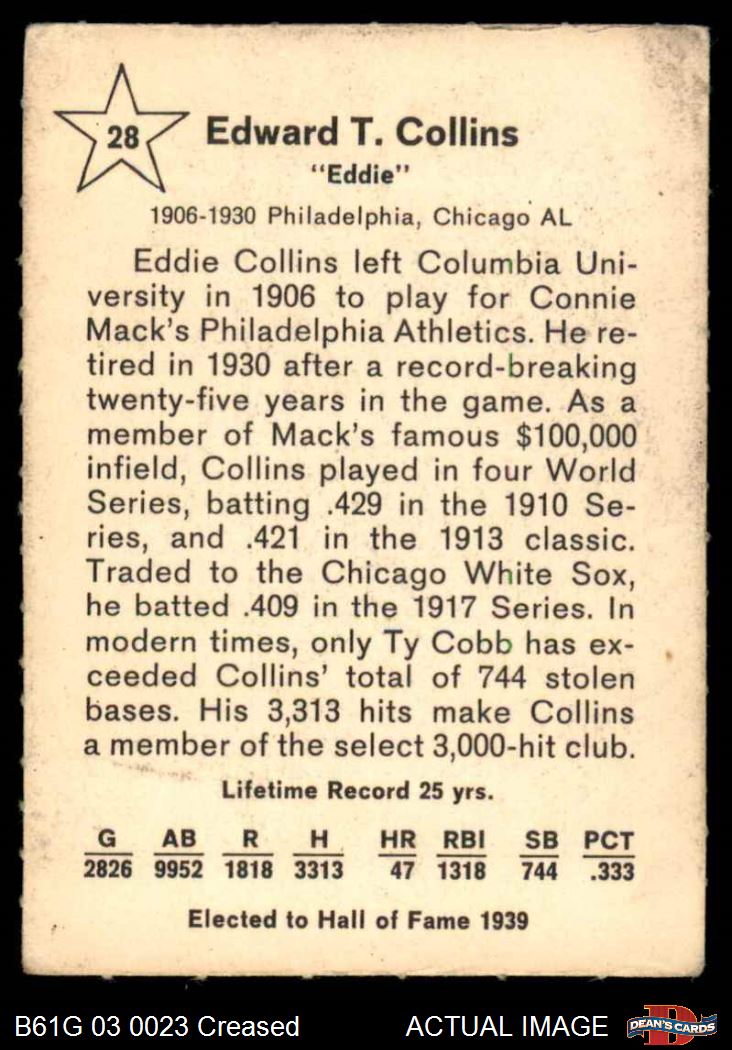 28
Edward T. Collins
"Eddie"
1906-1930 Philadelphia, Chicago AL
Eddie Collins left Columbia Uni-
versity in 1906 to play for Connie
Mack's Philadelphia Athletics. He re-
tired in 1930 after a record-breaking
twenty-five years in the game. As a
member of Mack's famous $100,000
infield, Collins played in four World
Series, batting .429 in the 1910 Se-
ries, and .421 in the 1913 classic.
Traded to the Chicago White Sox,
he batted .409 in the 1917 Series. In
modern times, only Ty Cobb has ex-
ceeded Collins' total of 744 stolen
bases. His 3,313 hits make Collins
a member of the select 3,000-hit club.
Lifetime Record 25 yrs.
G AB R H HR RBI SB PCT
2826 9952 1818 3313 47 1318 744 .333
Elected to Hall of Fame 1939
B61G 03 0023 Creased ACTUAL IMAGE D DEAN'S CARDS